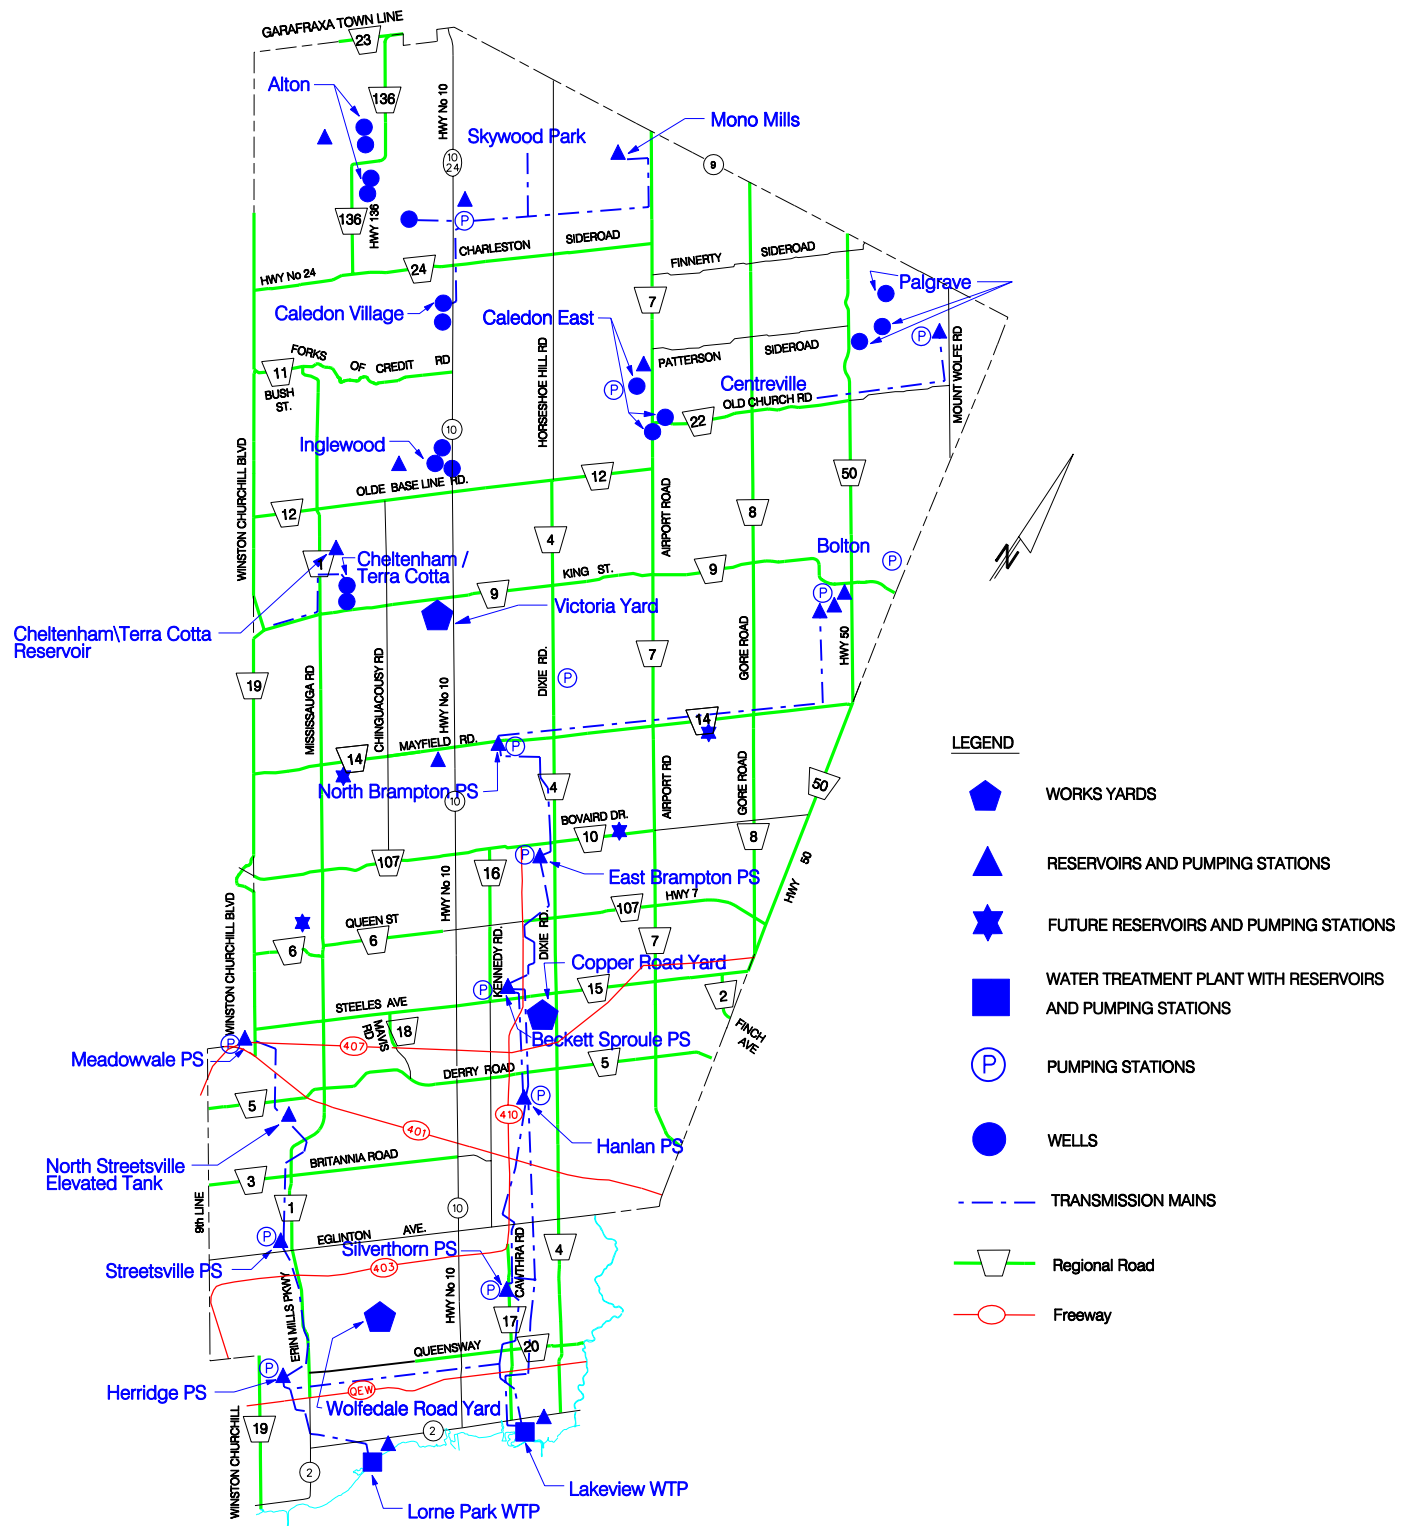 GARAFRAXA TOWN LINE
23
Alton
136
HWY No 10
10
24
Skywood Park
Mono Mills
9
136
HWY 136
P
CHARLESTON SIDEROAD
HWY No 24
24
FINNERTY SIDEROAD
7
Palgrave
Caledon Village
Caledon East
FORKS OF CREDIT RD
11
BUSH
ST.
HORSESHOE HILL RD
PATTERSON SIDEROAD
P
P
Centreville
OLD CHURCH RD
22
MOUNT WOLFE RD
10
Inglewood
WINSTON CHURCHILL BLVD
OLDE BASE LINE RD.
12
12
50
AIRPORT ROAD
8
4
N
1
Cheltenham /
Terra Cotta
KING ST.
9
9
Bolton
P
P
Victoria Yard
Cheltenham\Terra Cotta
Reservoir
19
MISSISSAUGA RD
CHINGUACOUSY RD
HWY No 10
DIXIE RD.
P
7
GORE ROAD
HWY 50
MAYFIELD RD.
14
14
P
North Brampton PS
10
4
AIRPORT RD
GORE ROAD
50
LEGEND
WORKS YARDS
RESERVOIRS AND PUMPING STATIONS
FUTURE RESERVOIRS AND PUMPING STATIONS
WATER TREATMENT PLANT WITH RESERVOIRS
AND PUMPING STATIONS
P
PUMPING STATIONS
WELLS
TRANSMISSION MAINS
Regional Road
Freeway
BOVAIRD DR.
10
8
107
16
P
East Brampton PS
HWY 50
HWY No 10
WINSTON CHURCHILL BLVD
QUEEN ST
6
6
KENNEDY RD.
DIXIE RD.
107
HWY 7
7
Copper Road Yard
P
15
2
FINCH
AVE
STEELES AVE
MAVIS
RD
18
Beckett Sproule PS
P
Meadowvale PS
407
DERRY ROAD
5
5
P
410
401
Hanlan PS
North Streetsville
Elevated Tank
BRITANNIA ROAD
3
9th LINE
1
10
EGLINTON AVE.
P
Silverthorn PS
CAWTHRA RD
4
Streetsville PS
403
P
HWY No 10
ERIN MILLS PKWY
17
QUEENSWAY
20
P
Herridge PS
QEW
Wolfedale Road Yard
2
19
WINSTON CHURCHILL
2
Lakeview WTP
Lorne Park WTP